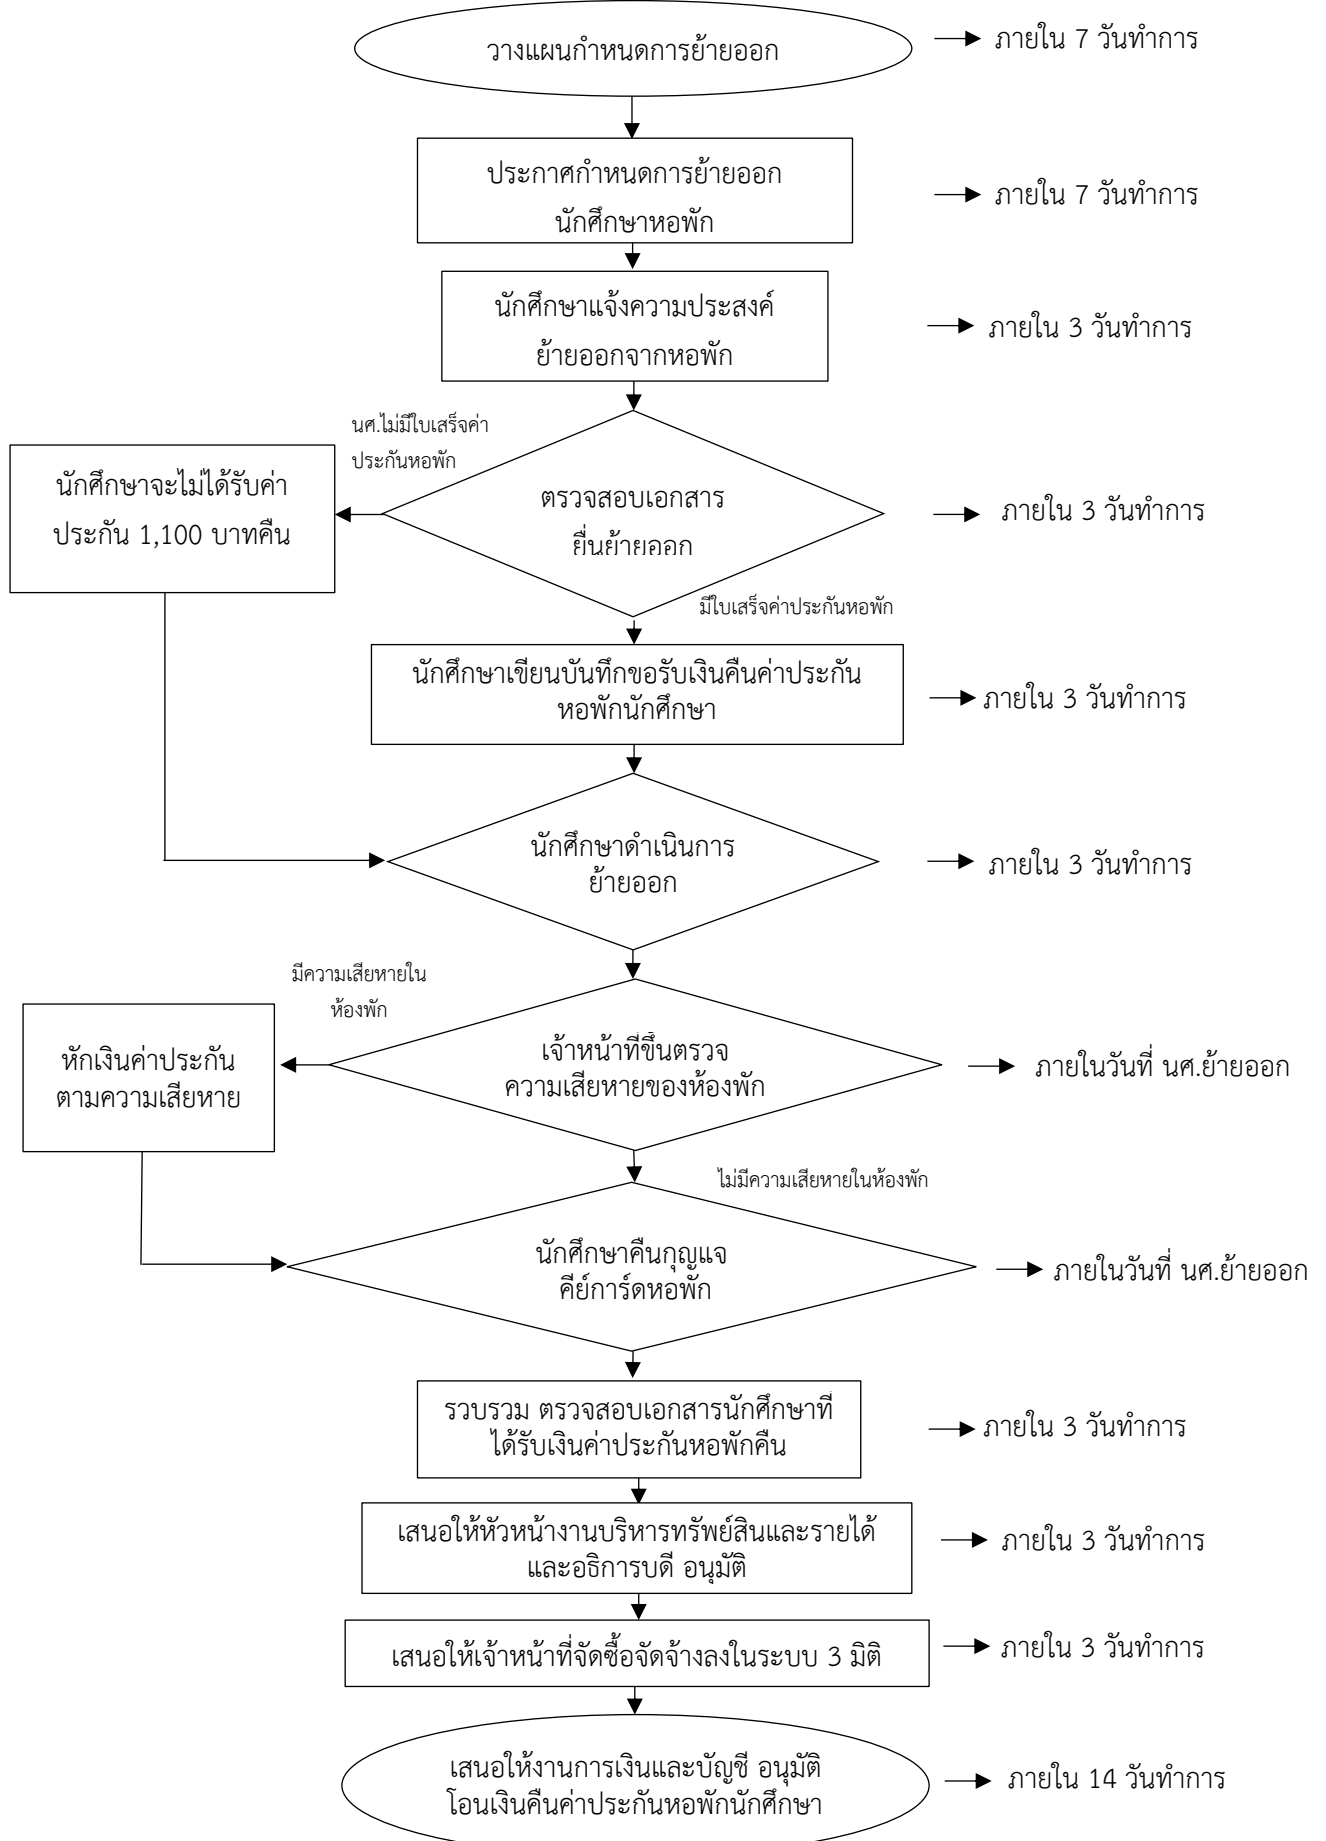 วางแผนกำหนดการย้ายออก
ภายใน 7 วันทำการ
ประกาศกำหนดการย้ายออก
นักศึกษาหอพัก
ภายใน 7 วันทำการ
นักศึกษาแจ้งความประสงค์
ย้ายออกจากหอพัก
ภายใน 3 วันทำการ
นศ.ไม่มีใบเสร็จค่า
ประกันหอพัก
นักศึกษาจะไม่ได้รับค่า
ประกัน 1,100 บาทคืน
ตรวจสอบเอกสาร
ยื่นย้ายออก
ภายใน 3 วันทำการ
มีใบเสร็จค่าประกันหอพัก
นักศึกษาเขียนบันทึกขอรับเงินคืนค่าประกัน
หอพักนักศึกษา
ภายใน 3 วันทำการ
นักศึกษาดำเนินการ
ย้ายออก
ภายใน 3 วันทำการ
มีความเสียหายใน
ห้องพัก
หักเงินค่าประกัน
ตามความเสียหาย
เจ้าหน้าที่ขึ้นตรวจ
ความเสียหายของห้องพัก
ภายในวันที่ นศ.ย้ายออก
ไม่มีความเสียหายในห้องพัก
นักศึกษาคืนกุญแจ
คีย์การ์ดหอพัก
ภายในวันที่ นศ.ย้ายออก
รวบรวม ตรวจสอบเอกสารนักศึกษาที่
ได้รับเงินค่าประกันหอพักคืน
ภายใน 3 วันทำการ
เสนอให้หัวหน้างานบริหารทรัพย์สินและรายได้
และอธิการบดี อนุมัติ
ภายใน 3 วันทำการ
เสนอให้เจ้าหน้าที่จัดซื้อจัดจ้างลงในระบบ 3 มิติ
ภายใน 3 วันทำการ
เสนอให้งานการเงินและบัญชี อนุมัติ
โอนเงินคืนค่าประกันหอพักนักศึกษา
ภายใน 14 วันทำการ